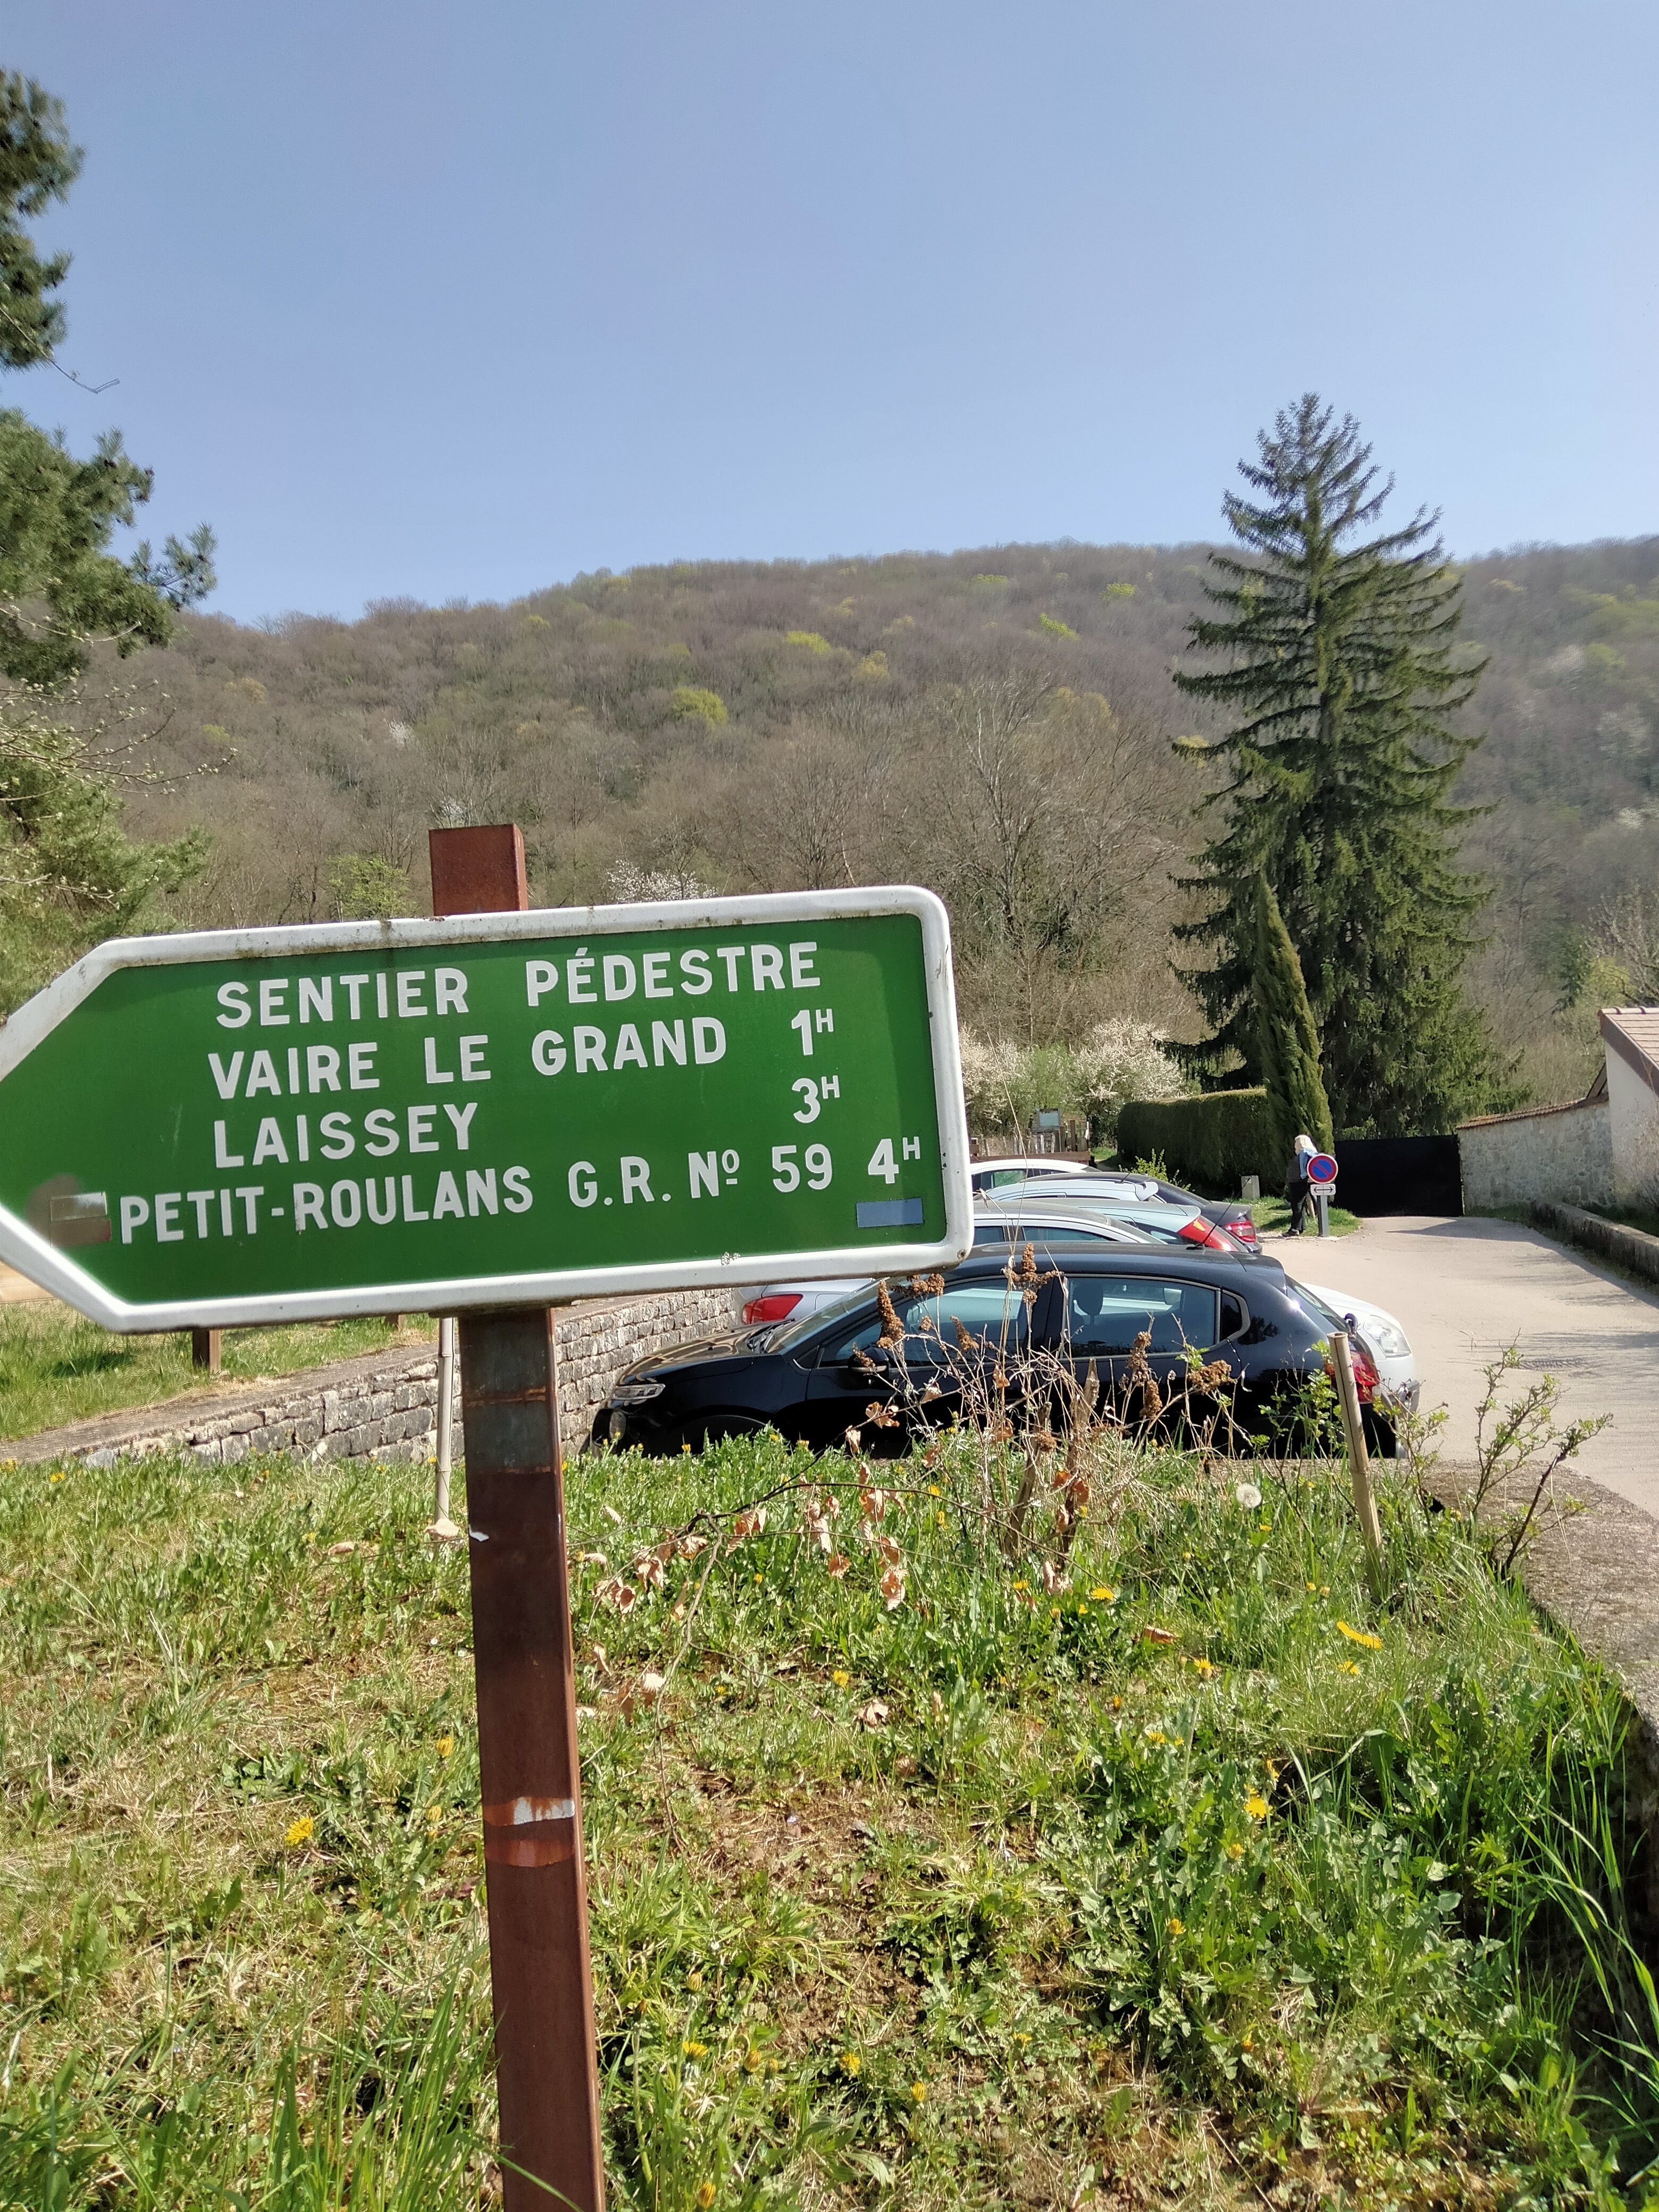 SENTIER PÉDESTRE
VAIRE LE GRAND 1H
LAISSEY 3H
PETIT-ROULANS G.R. Nº 59 4H